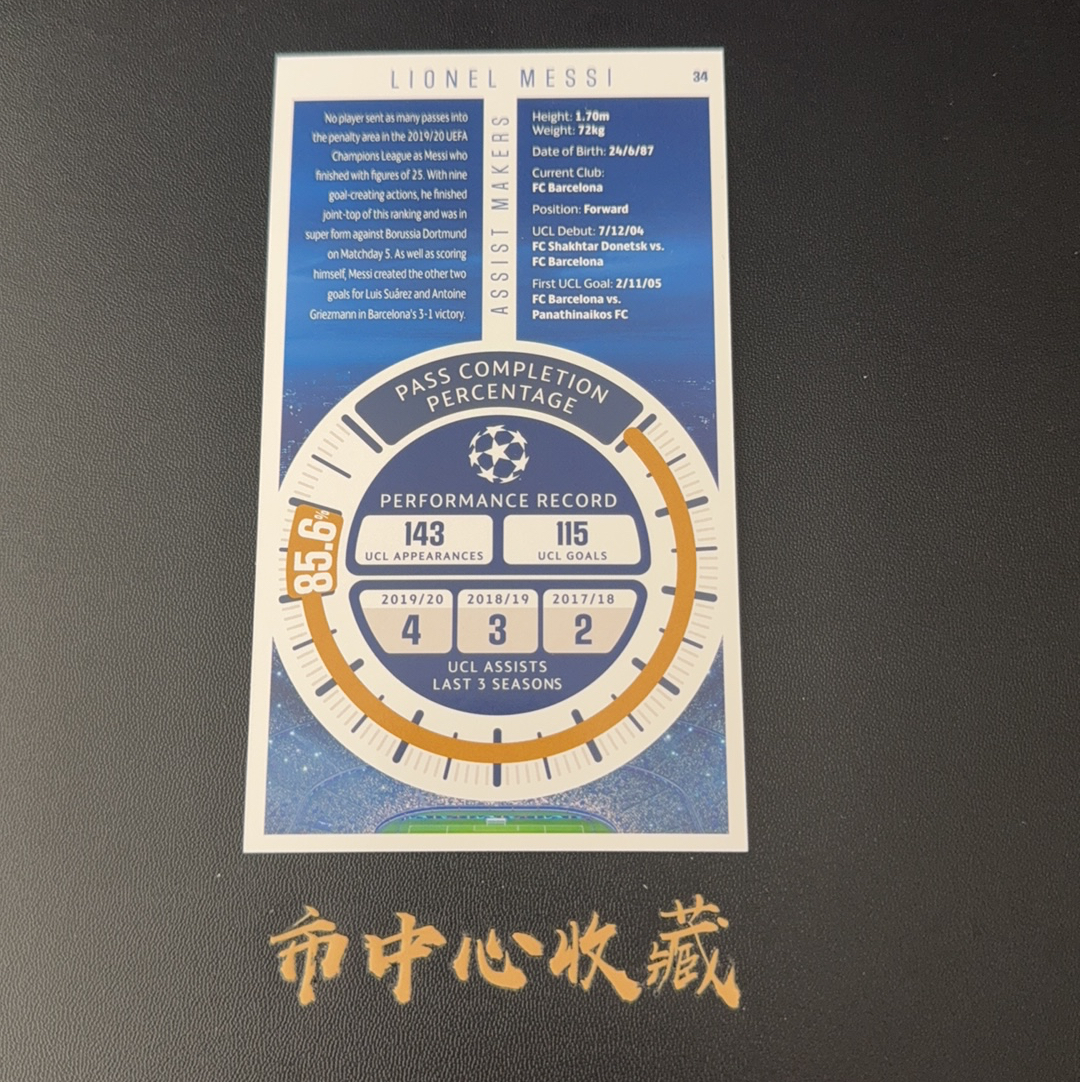 LIONEL MESSI
34
No player sent as many passes into
the penalty area in the 2019/20 UEFA
Champions League as Messi who
finished with figures of 25. With nine
goal-creating actions, he finished
joint-top of this ranking and was in
super form against Borussia Dortmund
on Matchday 5. As well as scoring
himself, Messi created the other two
goals for Luis Suárez and Antoine
Griezmann in Barcelona's 3-1 victory.
ASSIST MAKERS
Height: 1.70m
Weight: 72kg
Date of Birth: 24/6/87
Current Club:
FC Barcelona
Position: Forward
UCL Debut: 7/12/04
FC Shakhtar Donetsk vs.
FC Barcelona
First UCL Goal: 2/11/05
FC Barcelona vs.
Panathinaikos FC
PASS COMPLETION
PERCENTAGE
85.6%
PERFORMANCE RECORD
143
UCL APPEARANCES
115
UCL GOALS
2019/20
4
2018/19
3
2017/18
2
UCL ASSISTS
LAST 3 SEASONS
市中心收藏